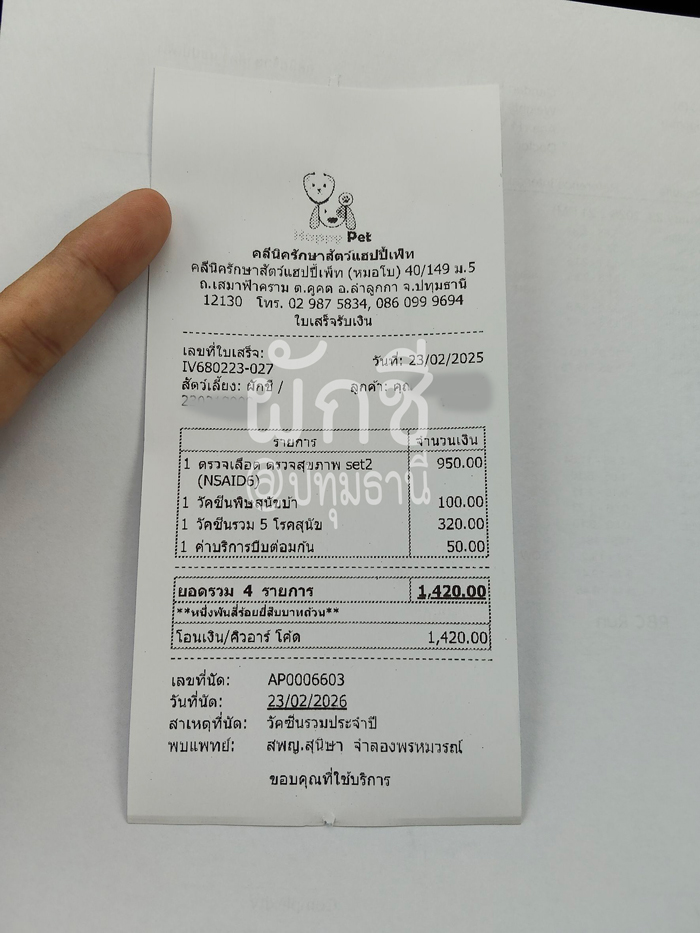 Happy Pet
คลีนิครักษาสัตว์แฮปปี้เพ็ท
คลีนิครักษาสัตว์แฮปปี้เพ็ท (หมอโบ) 40/149 ม.5
ถ.เสมาฟ้าคราม ต.คูคต อ.ลำลูกกา จ.ปทุมธานี
12130 โทร. 02 987 5834, 086 099 9694
ใบเสร็จรับเงิน
เลขที่ใบเสร็จ:
IV680223-027 วันที่: 23/02/2025
สัตว์เลี้ยง: ผักชี / ลูกค้า: คุณ
ผักชี
@ปทุมธานี
รายการ จำนวนเงิน
1 ตรวจเลือด ตรวจสุขภาพ set2 950.00
(NSAID6)
1 วัคซีนพิษสุนัขบ้า 100.00
1 วัคซีนรวม 5 โรคสุนัข 320.00
1 ค่าบริการบีบต่อมก้น 50.00
ยอดรวม 4 รายการ 1,420.00
**หนึ่งพันสี่ร้อยยี่สิบบาทถ้วน**
โอนเงิน/คิวอาร์ โค้ด 1,420.00
เลขที่นัด: AP0006603
วันที่นัด: 23/02/2026
สาเหตุที่นัด: วัคซีนรวมประจำปี
พบแพทย์: สพญ.สุนิษา จำลองพรหมวรณ์
ขอบคุณที่ใช้บริการ